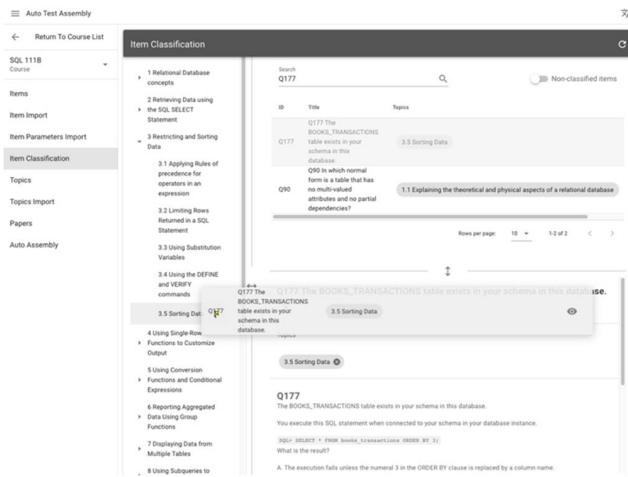 Auto Test Assembly
Return To Course List
SQL 111B
Course
Items
Item Import
Item Parameters Import
Item Classification
Topics
Topics Import
Papers
Auto Assembly
Item Classification
1 Relational Database
concepts
2 Retrieving Data using
the SQL SELECT
Statement
3 Restricting and Sorting
Data
3.1 Applying Rules of
precedence for
operators in an
expression
3.2 Limiting Rows
Returned in a SQL
Statement
3.3 Using Substitution
Variables
3.4 Using the DEFINE
and VERIFY
commands
3.5 Sorting Dat
4 Using Single-Row
Functions to Customize
Output
5 Using Conversion
Functions and Conditional
Expressions
6 Reporting Aggregated
Data Using Group
Functions
7 Displaying Data from
Multiple Tables
8 Using Subqueries to
Search
Q177
Non-classified items
ID Title Topics
Q177 The
BOOKS_TRANSACTIONS
table exists in your
schema in this
database.
Q177
3.5 Sorting Data
Q90 In which normal
form is a table that has
no multi-valued
attributes and no partial
dependencies?
Q90
1.1 Explaining the theoretical and physical aspects of a relational database
Rows per page: 10 1-2 of 2
Q177 The BOOKS_TRANSACTIONS table exists in your schema in this database.
Q177 The
BOOKS_TRANSACTIONS
table exists in your
schema in this
database.
Q177
3.5 Sorting Data
Topics
3.5 Sorting Data
Q177
The BOOKS_TRANSACTIONS table exists in your schema in this database.
You execute this SQL statement when connected to your schema in your database instance.
SQL> SELECT * FROM books_transactions ORDER BY 3;
What is the result?
A. The execution fails unless the numeral 3 in the ORDER BY clause is replaced by a column name.